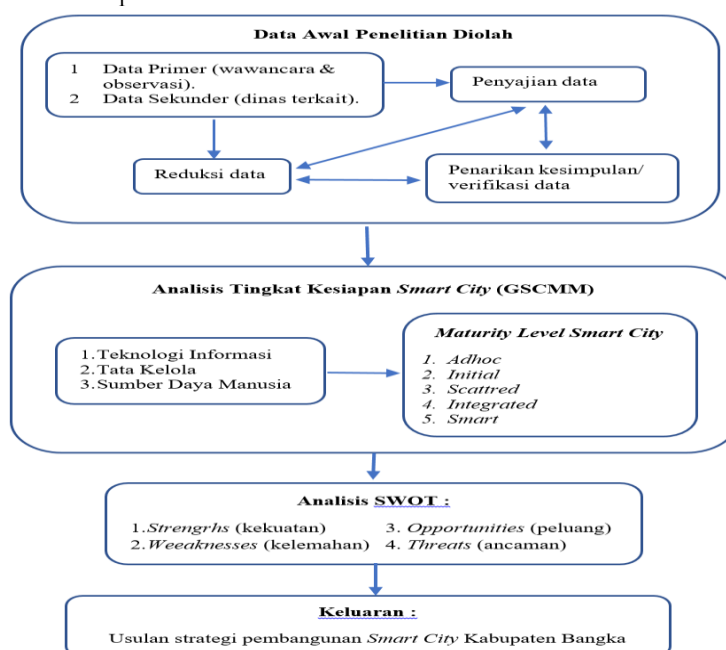 Data Awal Penelitian Diolah
1 Data Primer (wawancara &
observasi).
2 Data Sekunder (dinas terkait).
Penyajian data
Reduksi data
Penarikan kesimpulan/
verifikasi data
Analisis Tingkat Kesiapan Smart City (GSCMM)
1.Teknologi Informasi
2.Tata Kelola
3.Sumber Daya Manusia
Maturity Level Smart City
1. Adhoc
2. Initial
3. Scattred
4. Integrated
5. Smart
Analisis SWOT :
1.Strengrhs (kekuatan) 3. Opportunities (peluang)
2.Weeaknesses (kelemahan) 4. Threats (ancaman)
Keluaran :
Usulan strategi pembangunan Smart City Kabupaten Bangka